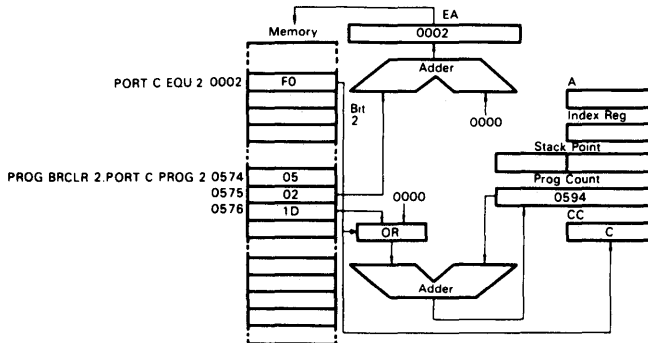 EA
Memory
0002
Adder
PORT C EQU 2 0002 F0
A
Bit
2
0000
Index Reg
Stack Point
PROG BRCLR 2.PORT C PROG 2 0574 05
Prog Count
0575 02
0000
0594
0576 1D
CC
OR
C
Adder